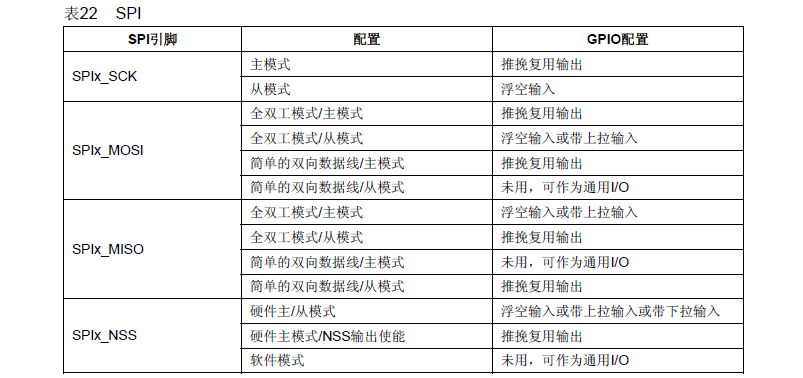 表22 SPI
SPI引脚 配置 GPIO配置
SPIx_SCK 主模式 推挽复用输出
从模式 浮空输入
SPIx_MOSI 全双工模式/主模式 推挽复用输出
全双工模式/从模式 浮空输入或带上拉输入
简单的双向数据线/主模式 推挽复用输出
简单的双向数据线/从模式 未用，可作为通用I/O
SPIx_MISO 全双工模式/主模式 浮空输入或带上拉输入
全双工模式/从模式 推挽复用输出
简单的双向数据线/主模式 未用，可作为通用I/O
简单的双向数据线/从模式 推挽复用输出
SPIx_NSS 硬件主/从模式 浮空输入或带上拉输入或带下拉输入
硬件主模式/NSS输出使能 推挽复用输出
软件模式 未用，可作为通用I/O